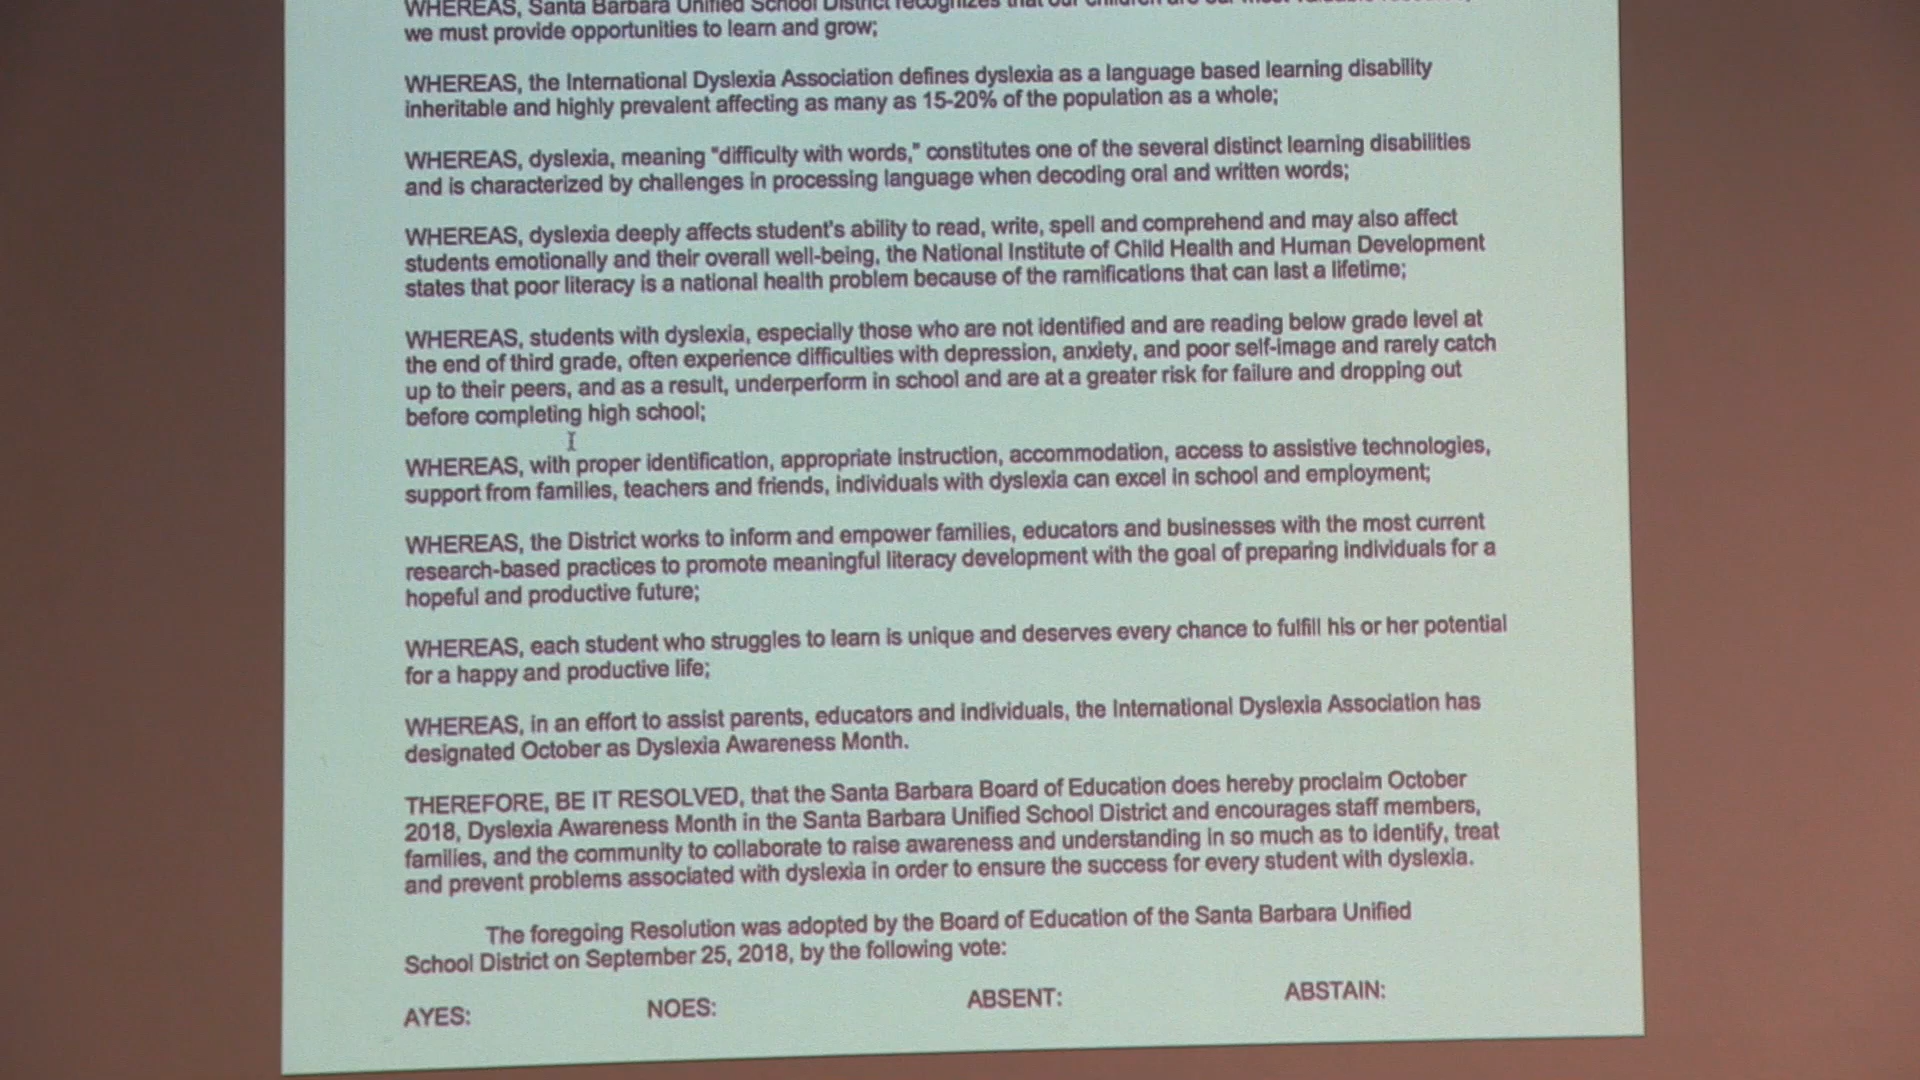 WHEREAS, Santa Barbara Unified School District recognizes that our children are our most valuable
we must provide opportunities to learn and grow;
WHEREAS, the International Dyslexia Association defines dyslexia as a language based learning disability
inheritable and highly prevalent affecting as many as 15-20% of the population as a whole;
WHEREAS, dyslexia, meaning "difficulty with words," constitutes one of the several distinct learning disabilities
and is characterized by challenges in processing language when decoding oral and written words;
WHEREAS, dyslexia deeply affects student's ability to read, write, spell and comprehend and may also affect
students emotionally and their overall well-being, the National Institute of Child Health and Human Development
states that poor literacy is a national health problem because of the ramifications that can last a lifetime;
WHEREAS, students with dyslexia, especially those who are not identified and are reading below grade level at
the end of third grade, often experience difficulties with depression, anxiety, and poor self-image and rarely catch
up to their peers, and as a result, underperform in school and are at a greater risk for failure and dropping out
before completing high school;
WHEREAS, with proper identification, appropriate instruction, accommodation, access to assistive technologies,
support from families, teachers and friends, individuals with dyslexia can excel in school and employment;
WHEREAS, the District works to inform and empower families, educators and businesses with the most current
research-based practices to promote meaningful literacy development with the goal of preparing individuals for a
hopeful and productive future;
WHEREAS, each student who struggles to learn is unique and deserves every chance to fulfill his or her potential
for a happy and productive life;
WHEREAS, in an effort to assist parents, educators and individuals, the International Dyslexia Association has
designated October as Dyslexia Awareness Month.
THEREFORE, BE IT RESOLVED, that the Santa Barbara Board of Education does hereby proclaim October
2018, Dyslexia Awareness Month in the Santa Barbara Unified School District and encourages staff members,
families, and the community to collaborate to raise awareness and understanding in so much as to identify, treat
and prevent problems associated with dyslexia in order to ensure the success for every student with dyslexia.
The foregoing Resolution was adopted by the Board of Education of the Santa Barbara Unified
School District on September 25, 2018, by the following vote:
AYES: NOES: ABSENT: ABSTAIN: